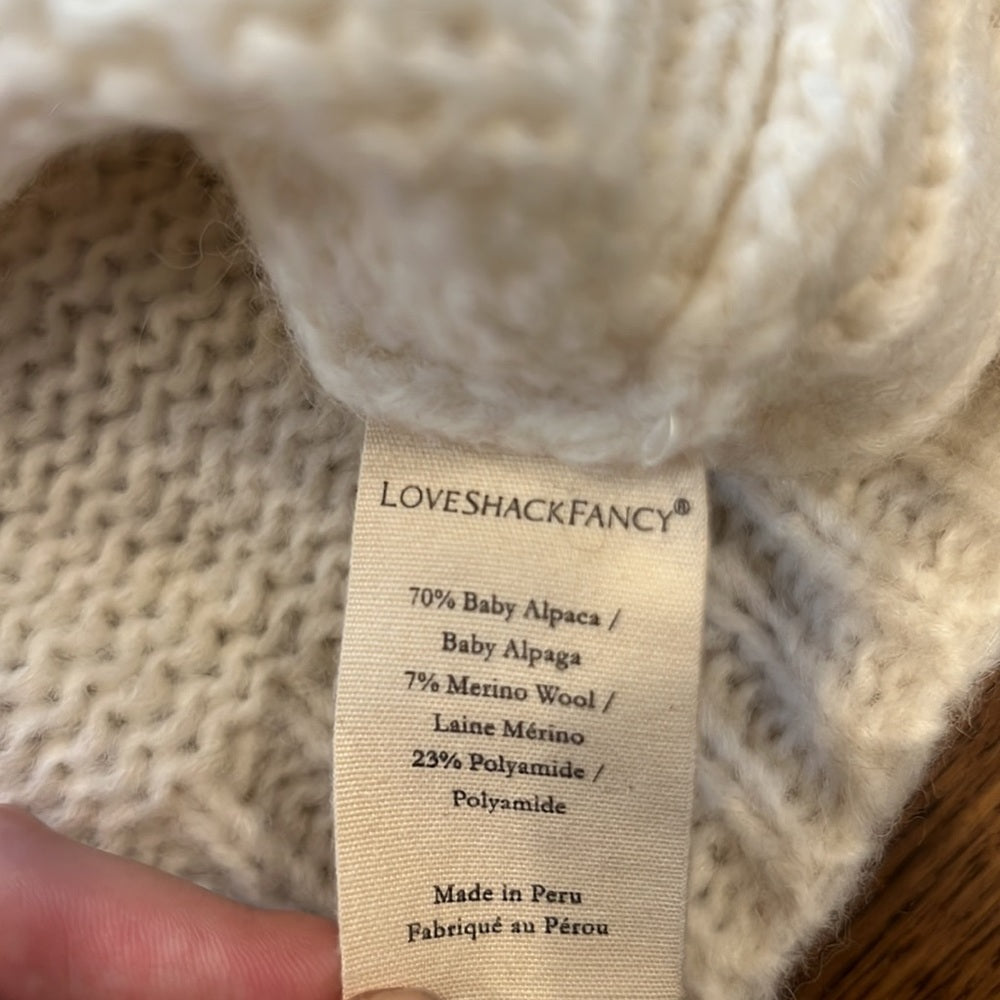 LOVESHACKFANCY®
70% Baby Alpaca /
Baby Alpaga
7% Merino Wool /
Laine Mérino
23% Polyamide /
Polyamide
Made in Peru
Fabriqué au Pérou